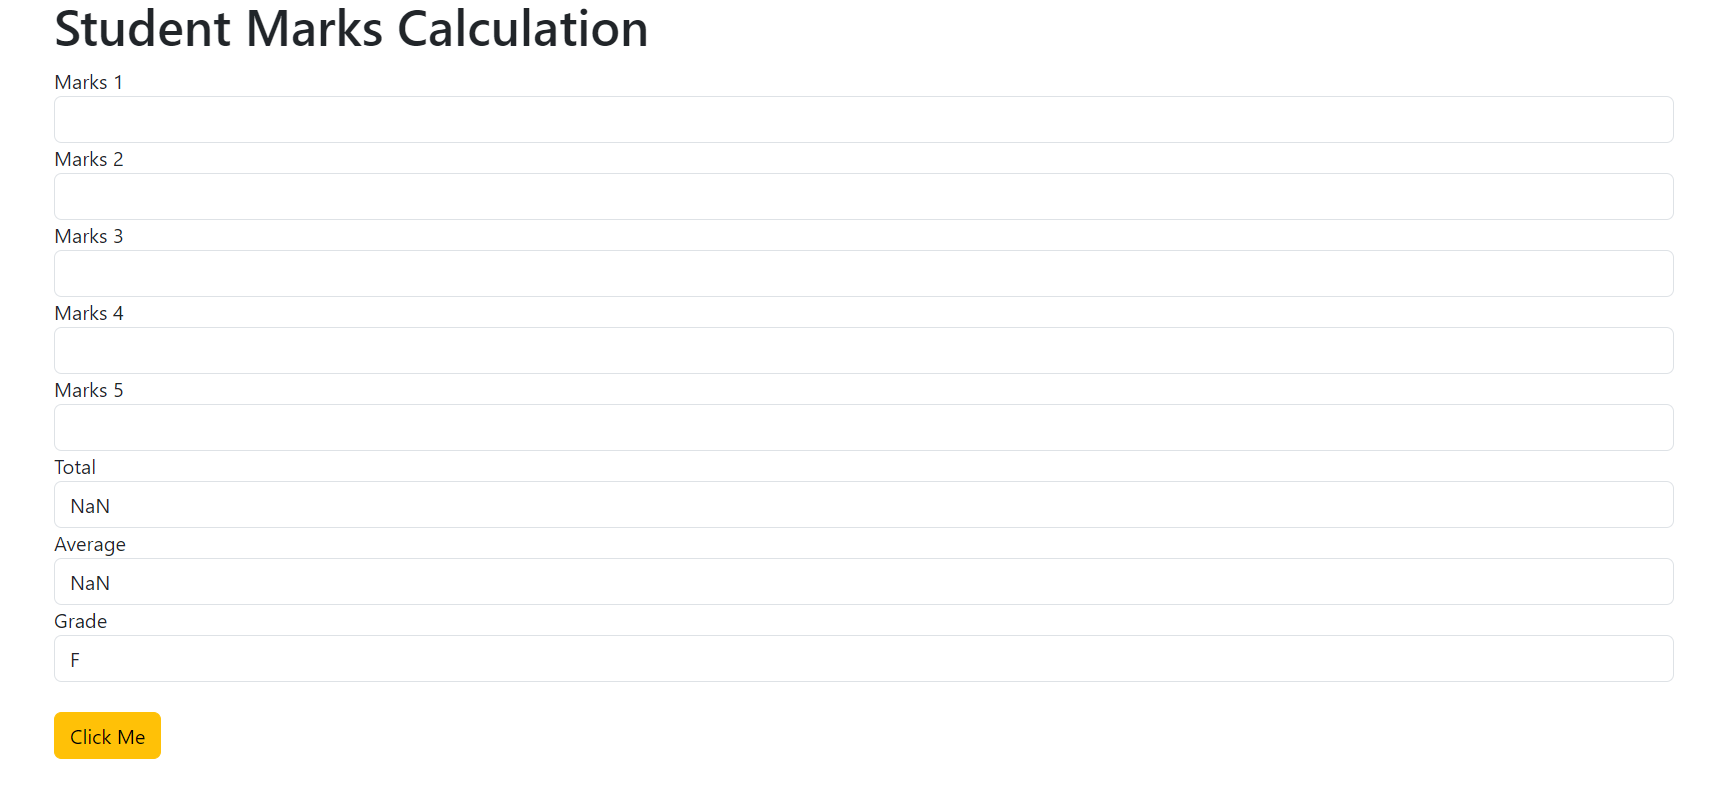 Student Marks Calculation
Marks 1
Marks 2
Marks 3
Marks 4
Marks 5
Total
NaN
Average
NaN
Grade
F
Click Me